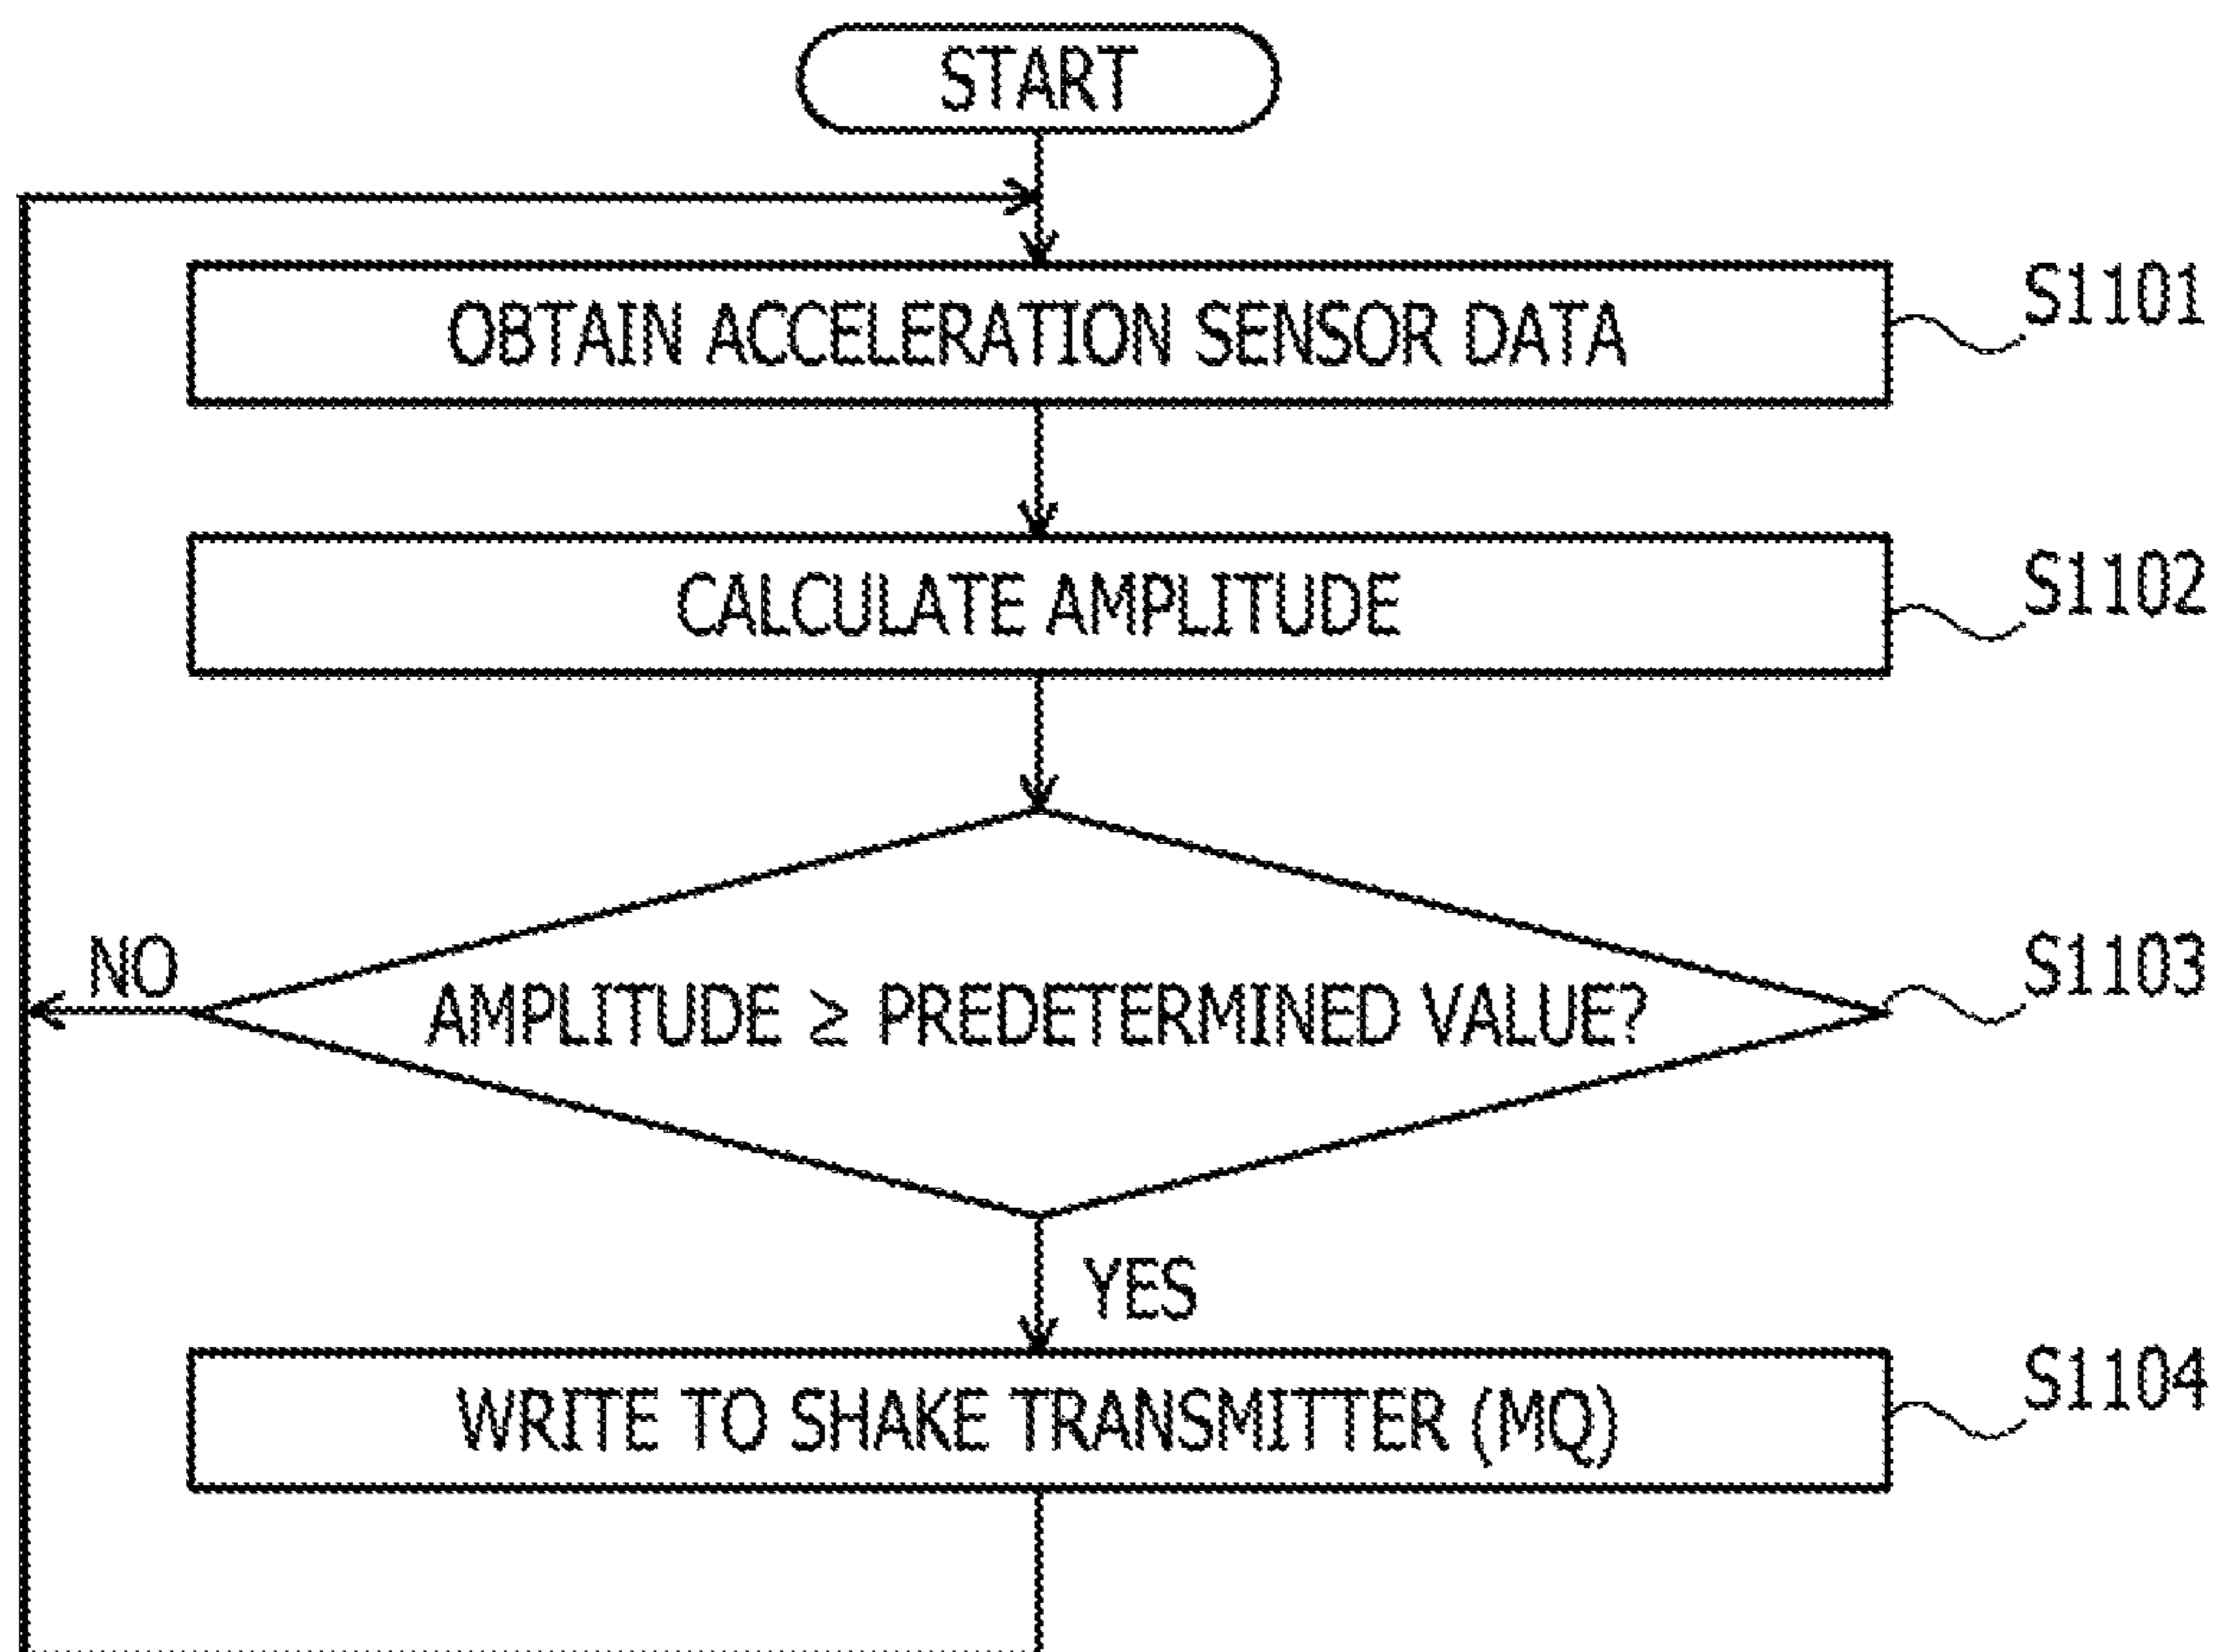 START
OBTAIN ACCELERATION SENSOR DATA
S1101
CALCULATE AMPLITUDE
S1102
NO
AMPLITUDE ≥ PREDETERMINED VALUE?
S1103
YES
WRITE TO SHAKE TRANSMITTER (MQ)
S1104